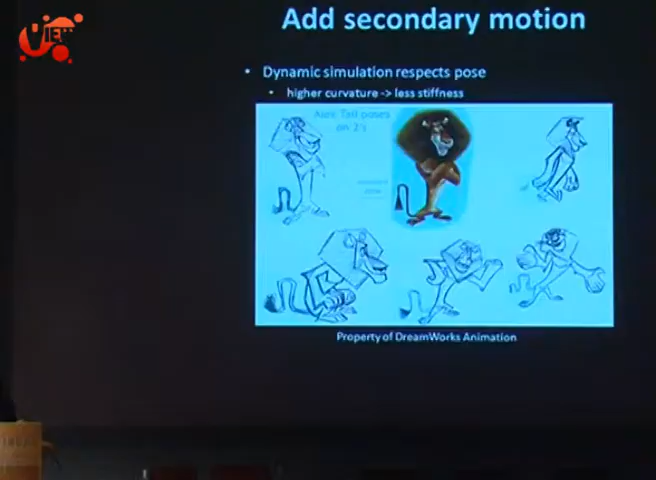 VIEW
Add secondary motion
• Dynamic simulation respects pose
• higher curvature -> less stiffness
Alex Tail poses
on 2's
Property of DreamWorks Animation